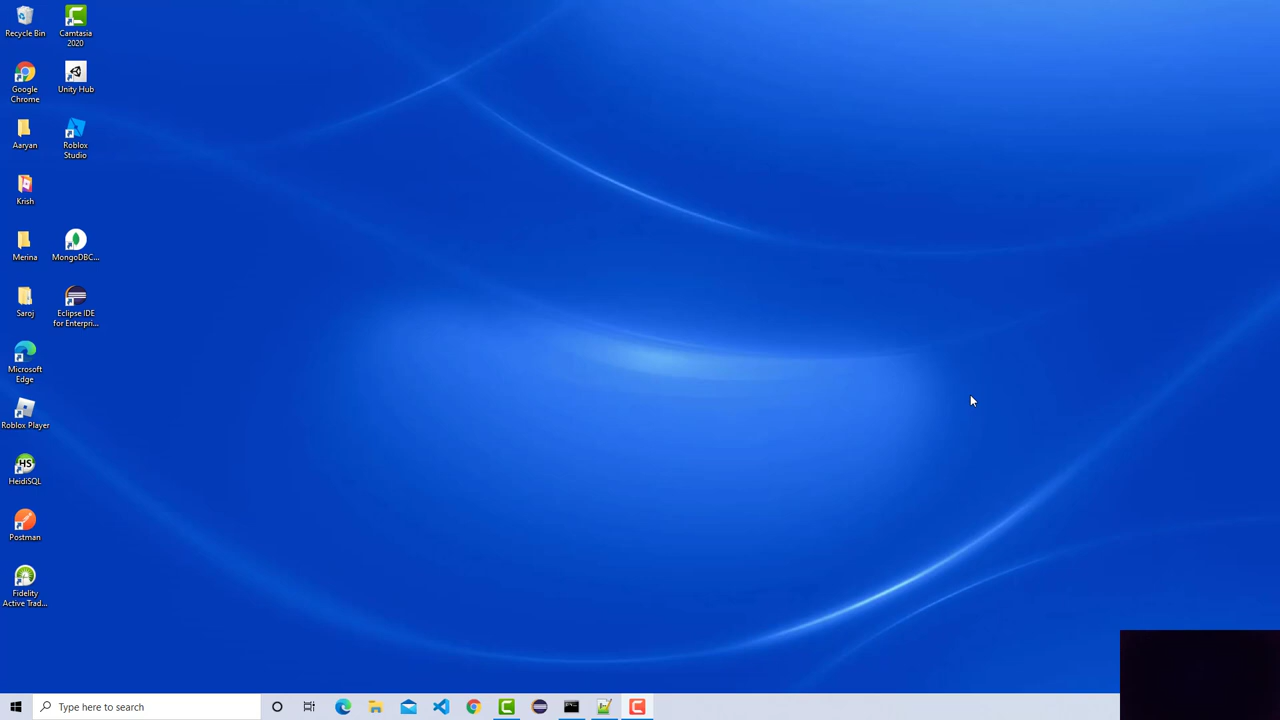 Recycle Bin
Camtasia
2020
Google
Chrome
Unity Hub
Aaryan
Roblox
Studio
Krish
Merina
MongoDBC...
Saroj
Eclipse IDE
for Enterpri...
Microsoft
Edge
Roblox Player
HS
HeidiSQL
Postman
Fidelity
Active Trad...
Type here to search